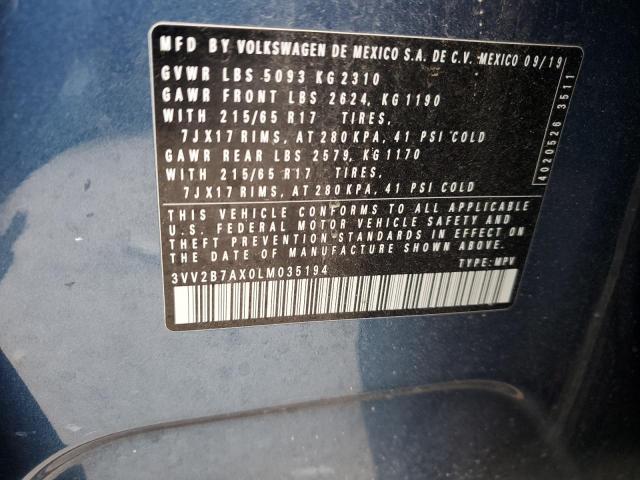 MFD BY VOLKSWAGEN DE MEXICO S.A. DE C.V. MEXICO 09/19
GVWR LBS 5093 KG 2310
GAWR FRONT LBS 2624, KG 1190
WITH 215/65 R17 TIRES,
7JX17 RIMS, AT 280 KPA, 41 PSI COLD
GAWR REAR LBS 2579, KG 1170
WITH 215/65 R17 TIRES,
7JX17 RIMS, AT 280 KPA, 41 PSI COLD
THIS VEHICLE CONFORMS TO ALL APPLICABLE
U.S. FEDERAL MOTOR VEHICLE SAFETY AND
THEFT PREVENTION STANDARDS IN EFFECT ON
THE DATE OF MANUFACTURE SHOWN ABOVE.
3VV2B7AX0LM035194 TYPE: MPV
4020526 3511